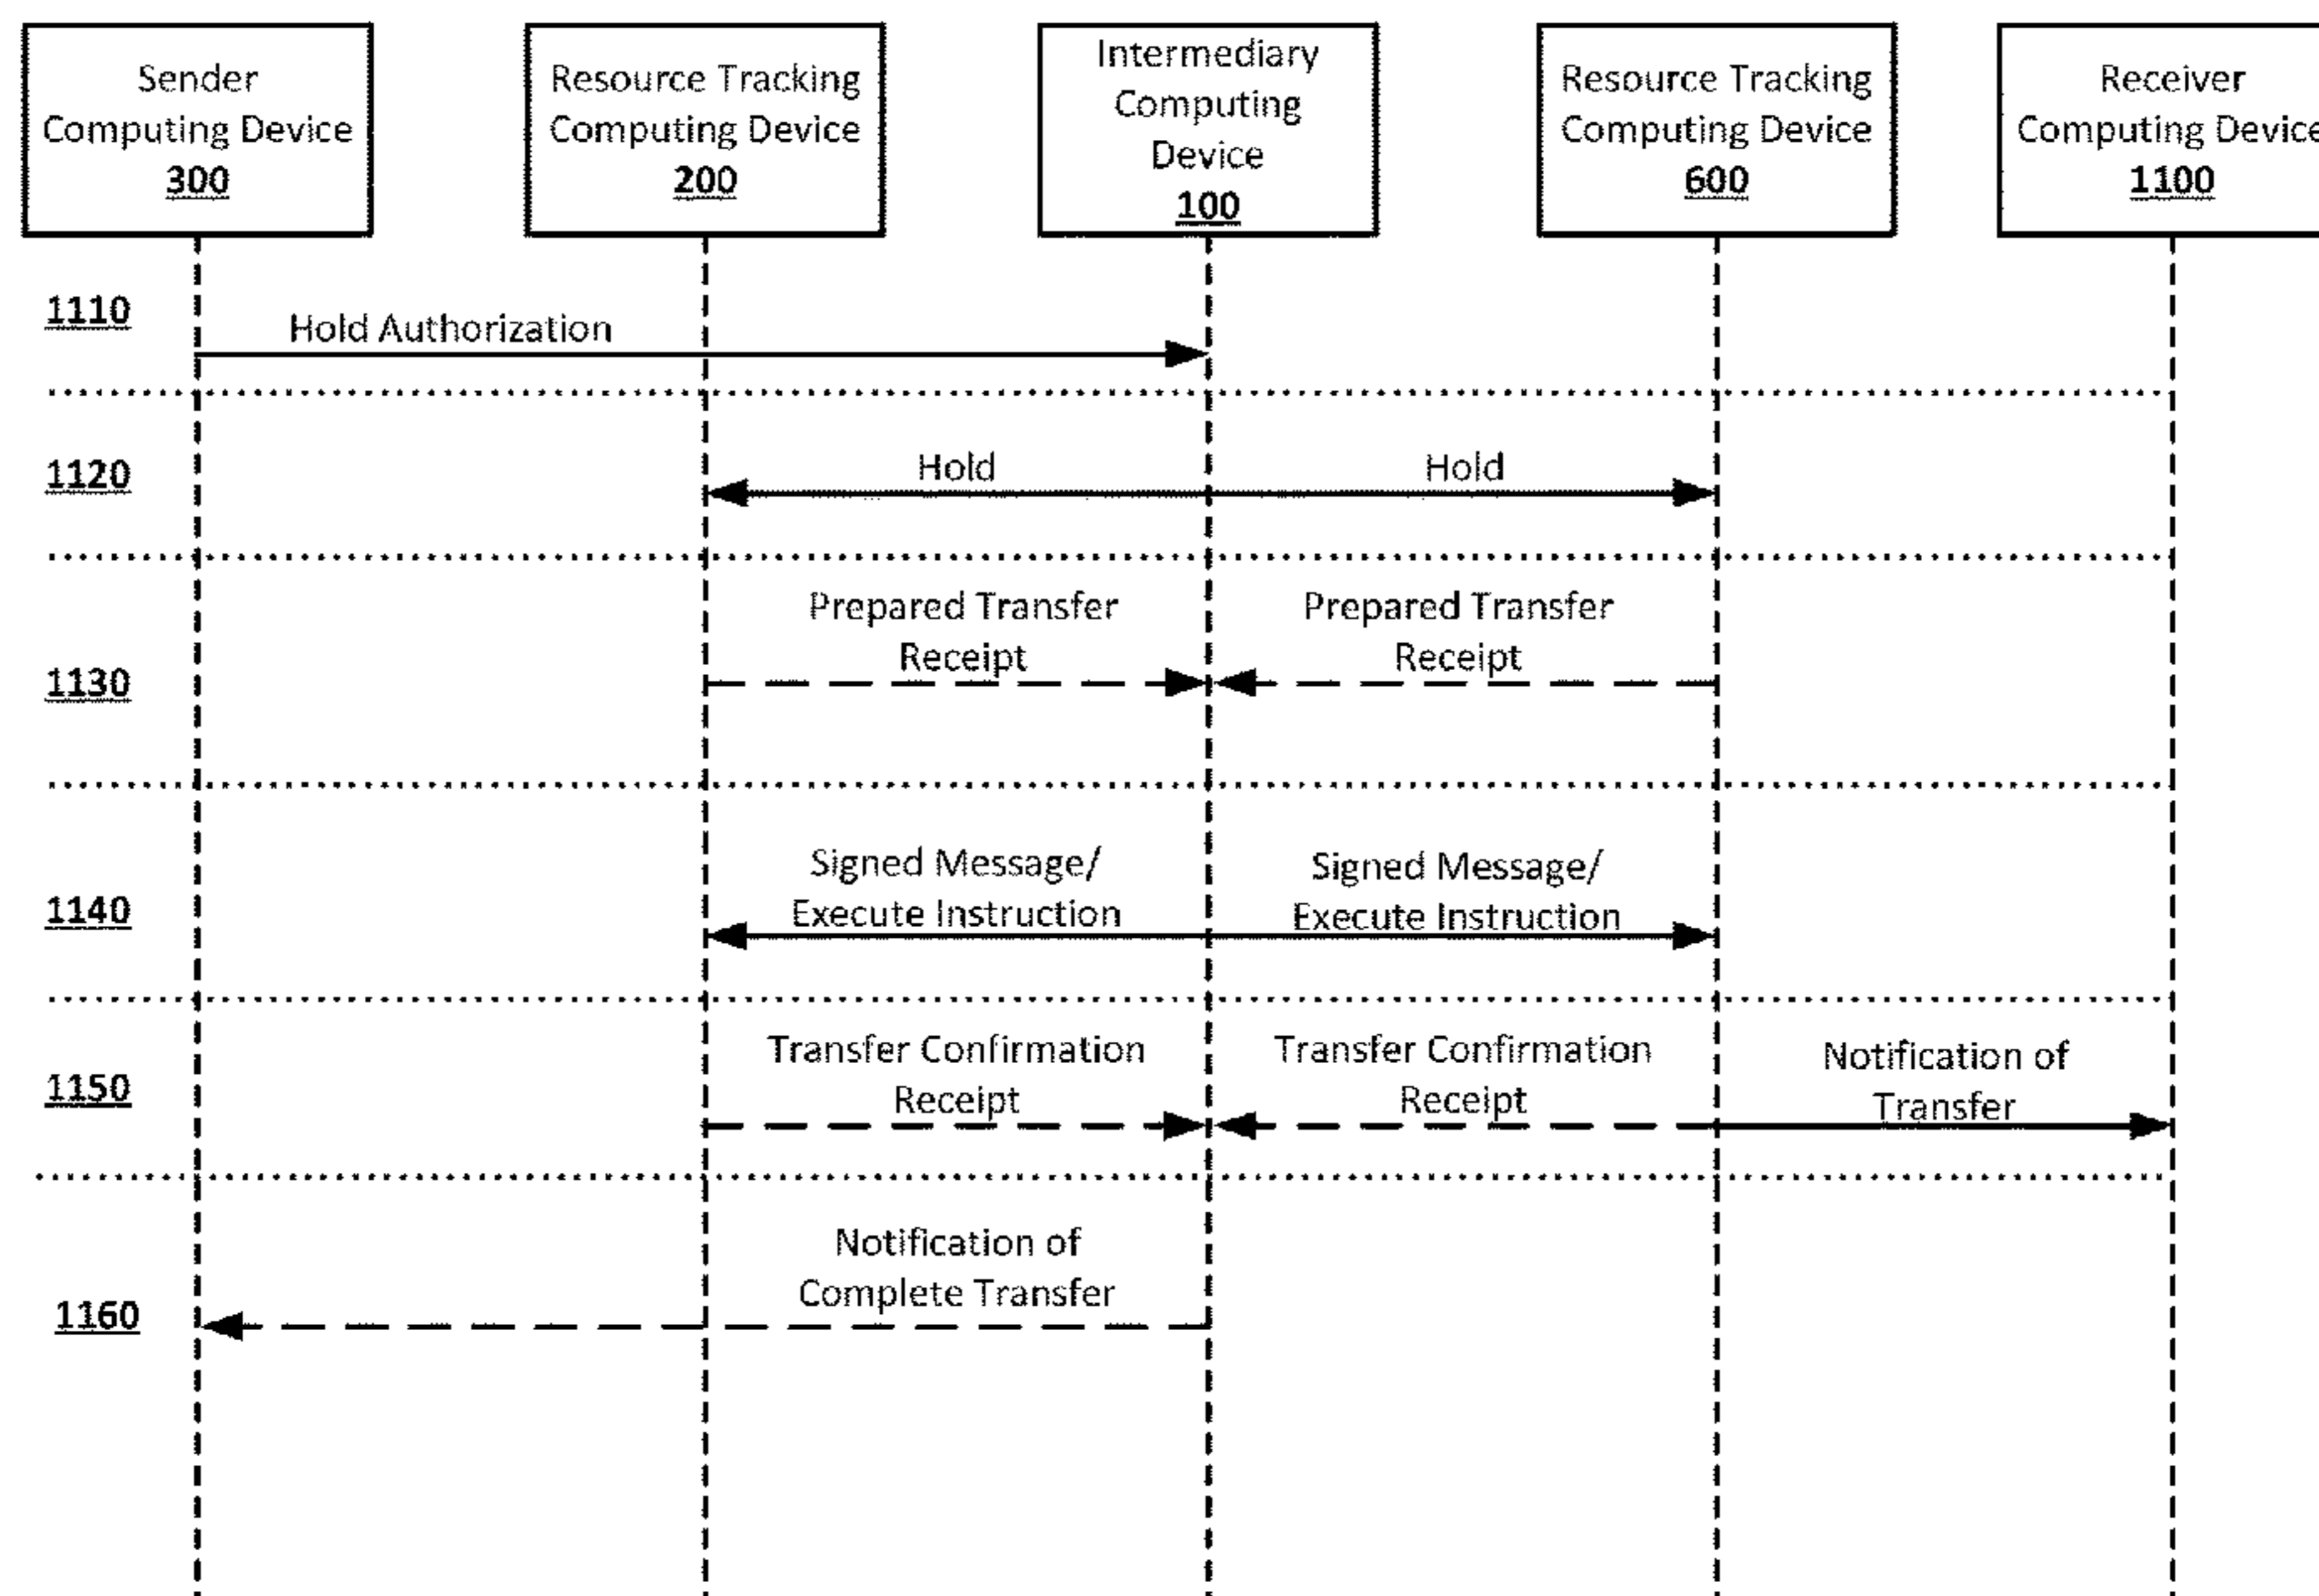 Sender
Computing Device
300
Resource Tracking
Computing Device
200
Intermediary
Computing
Device
100
Resource Tracking
Computing Device
600
Receiver
Computing Device
1100
1110
Hold Authorization
1120
Hold
Hold
1130
Prepared Transfer
Receipt
Prepared Transfer
Receipt
1140
Signed Message/
Execute Instruction
Signed Message/
Execute Instruction
1150
Transfer Confirmation
Receipt
Transfer Confirmation
Receipt
Notification of
Transfer
1160
Notification of
Complete Transfer